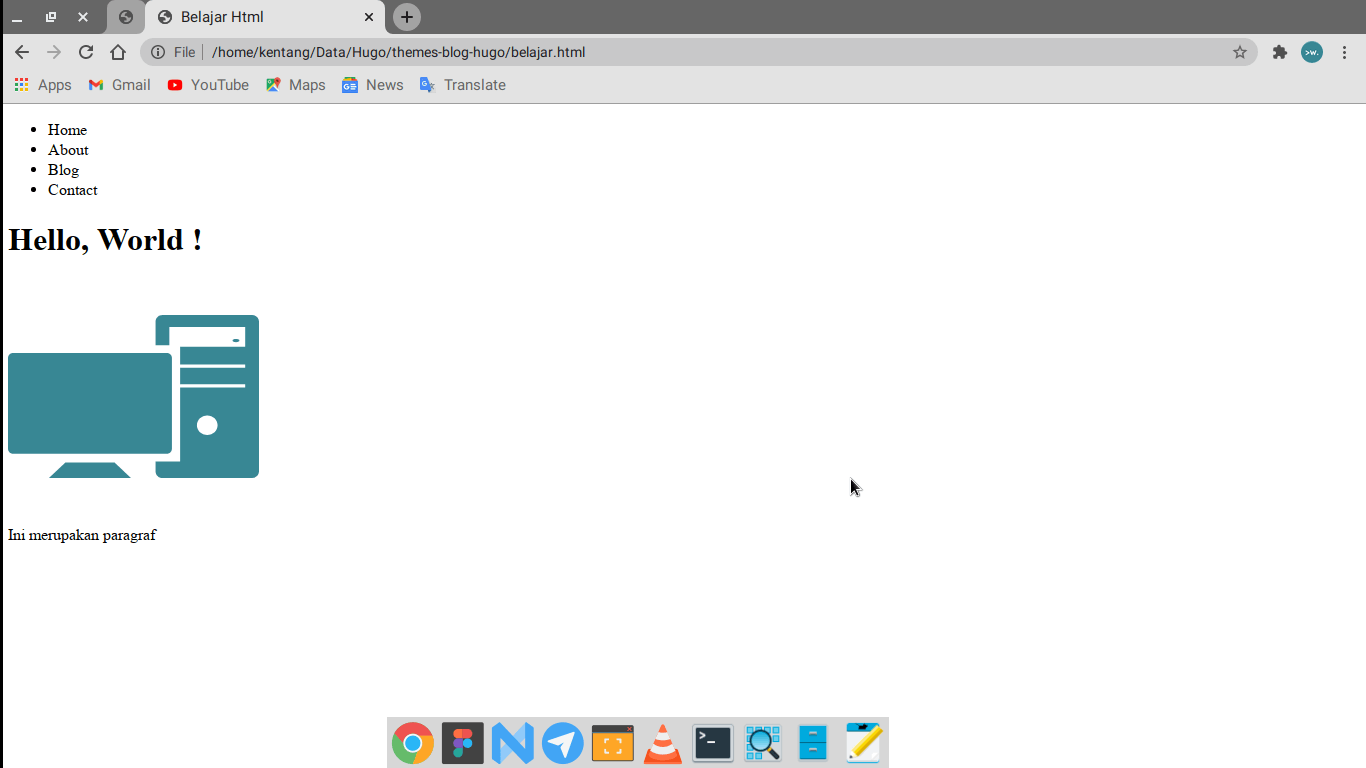 Belajar Html
File | /home/kentang/Data/Hugo/themes-blog-hugo/belajar.html
>w.
Apps Gmail YouTube Maps News Translate
Home
About
Blog
Contact
Hello, World !
Ini merupakan paragraf